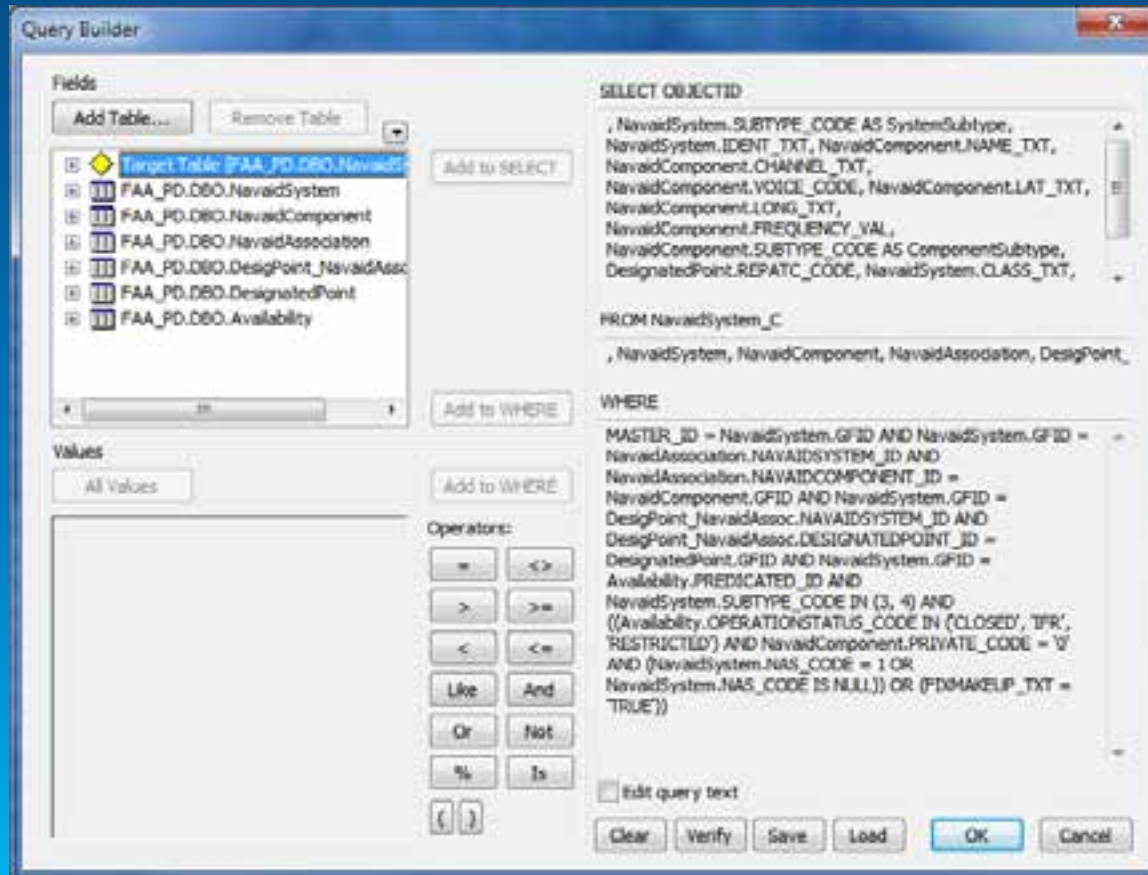 Query Builder
Fields
Add Table...
Remove Table
Target Table [FAA_PD.DBO.NavaidS
FAA_PD.DBO.NavaidSystem
FAA_PD.DBO.NavaidComponent
FAA_PD.DBO.NavaidAssociation
FAA_PD.DBO.DesigPoint_NavaidAssc
FAA_PD.DBO.DesignatedPoint
FAA_PD.DBO.Availability
Add to SELECT
Add to WHERE
Values
All Values
Add to WHERE
Operators:
= <>
> >=
< <=
Like And
Or Not
% Is
( )
SELECT OBJECTID
, NavaidSystem.SUBTYPE_CODE AS SystemSubtype,
NavaidSystem.IDENT_TXT, NavaidComponent.NAME_TXT,
NavaidComponent.CHANNEL_TXT,
NavaidComponent.VOICE_CODE, NavaidComponent.LAT_TXT,
NavaidComponent.LONG_TXT,
NavaidComponent.FREQUENCY_VAL,
NavaidComponent.SUBTYPE_CODE AS ComponentSubtype,
DesignatedPoint.REPATC_CODE, NavaidSystem.CLASS_TXT,
FROM NavaidSystem_C
, NavaidSystem, NavaidComponent, NavaidAssociation, DesigPoint_
WHERE
MASTER_ID = NavaidSystem.GFID AND NavaidSystem.GFID =
NavaidAssociation.NAVAIDSYSTEM_ID AND
NavaidAssociation.NAVAIDCOMPONENT_ID =
NavaidComponent.GFID AND NavaidSystem.GFID =
DesigPoint_NavaidAssoc.NAVAIDSYSTEM_ID AND
DesigPoint_NavaidAssoc.DESIGNATEDPOINT_ID =
DesignatedPoint.GFID AND NavaidSystem.GFID =
Availability.PREDICATED_ID AND
NavaidSystem.SUBTYPE_CODE IN (3, 4) AND
((Availability.OPERATIONSTATUS_CODE IN ('CLOSED', 'IFR',
'RESTRICTED') AND NavaidComponent.PRIVATE_CODE = '0'
AND (NavaidSystem.NAS_CODE = 1 OR
NavaidSystem.NAS_CODE IS NULL)) OR (FIXMAKEUP_TXT =
'TRUE'))
Edit query text
Clear Verify Save Load OK Cancel